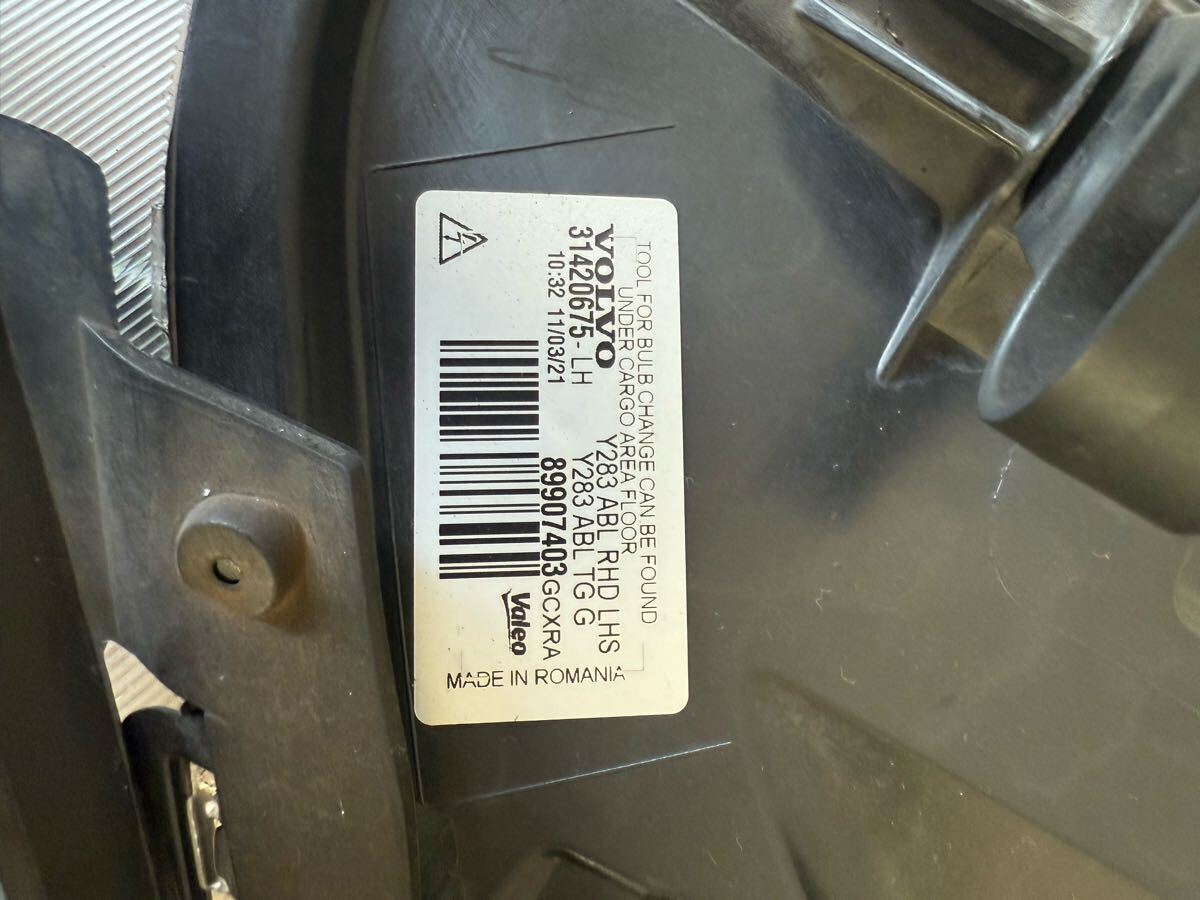 TOOL FOR BULB CHANGE CAN BE FOUND
UNDER CARGO AREA FLOOR
VOLVO
31420675-LH
10:32 11/03/21
Y283 ABL RHD LHS
Y283 ABL TG G
89907403GCXRA
Valeo
MADE IN ROMANIA